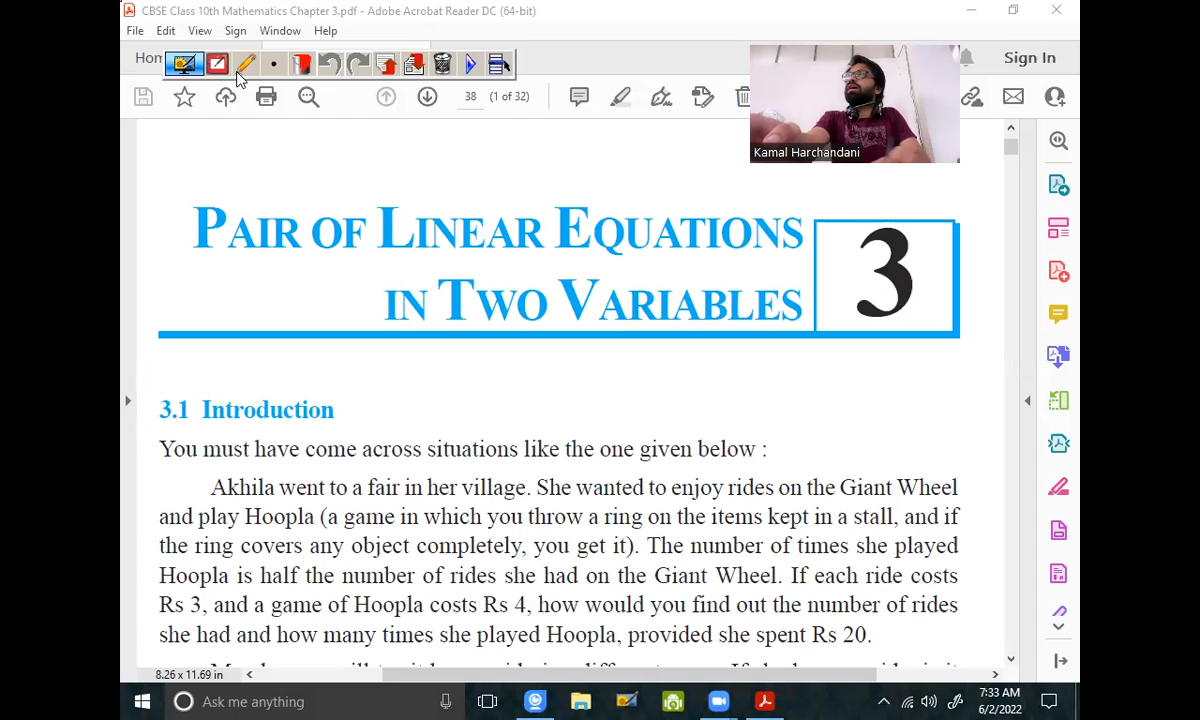 CBSE Class 10th Mathematics Chapter 3.pdf - Adobe Acrobat Reader DC (64-bit)
File Edit View Sign Window Help
Hom
Sign In
38 (1 of 32)
Kamal Harchandani
PAIR OF LINEAR EQUATIONS
IN TWO VARIABLES
3
3.1 Introduction
You must have come across situations like the one given below :
Akhila went to a fair in her village. She wanted to enjoy rides on the Giant Wheel
and play Hoopla (a game in which you throw a ring on the items kept in a stall, and if
the ring covers any object completely, you get it). The number of times she played
Hoopla is half the number of rides she had on the Giant Wheel. If each ride costs
Rs 3, and a game of Hoopla costs Rs 4, how would you find out the number of rides
she had and how many times she played Hoopla, provided she spent Rs 20.
8.26 x 11.69 in
Ask me anything
7:33 AM
6/2/2022